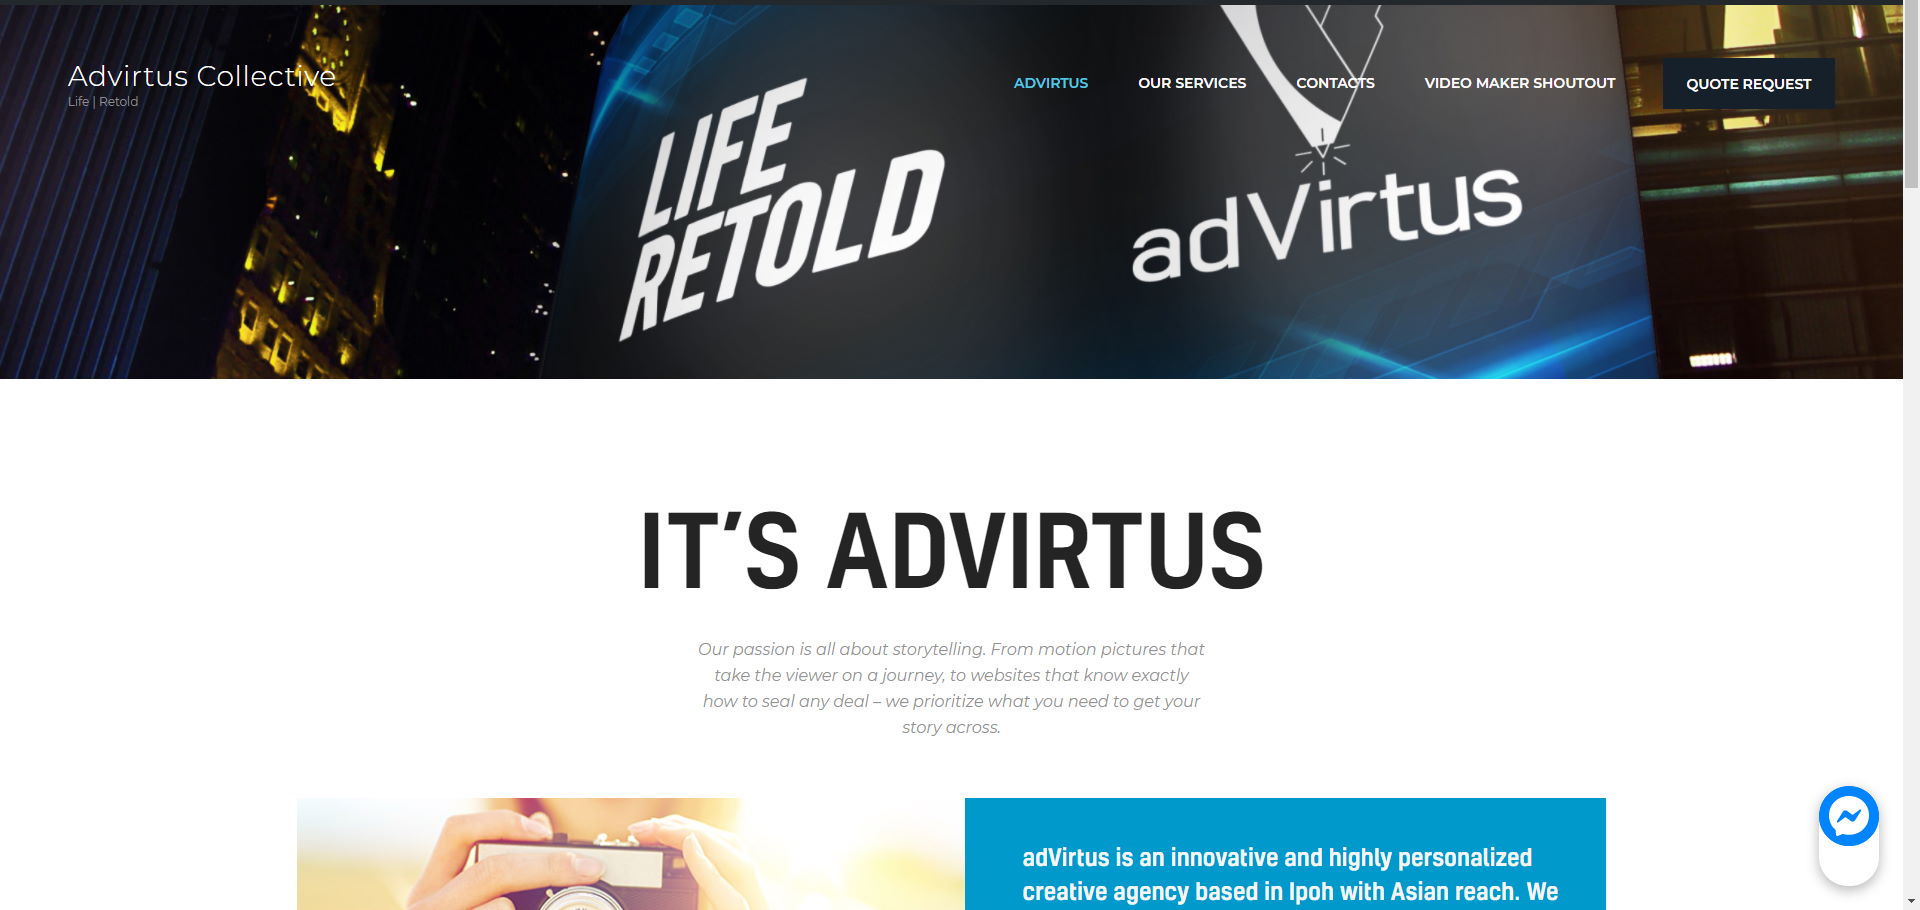 Advirtus Collective
Life | Retold
ADVIRTUS
OUR SERVICES
CONTACTS
VIDEO MAKER SHOUTOUT
QUOTE REQUEST
LIFE
RETOLD
adVirtus
IT’S ADVIRTUS
Our passion is all about storytelling. From motion pictures that
take the viewer on a journey, to websites that know exactly
how to seal any deal – we prioritize what you need to get your
story across.
adVirtus is an innovative and highly personalized
creative agency based in Ipoh with Asian reach. We